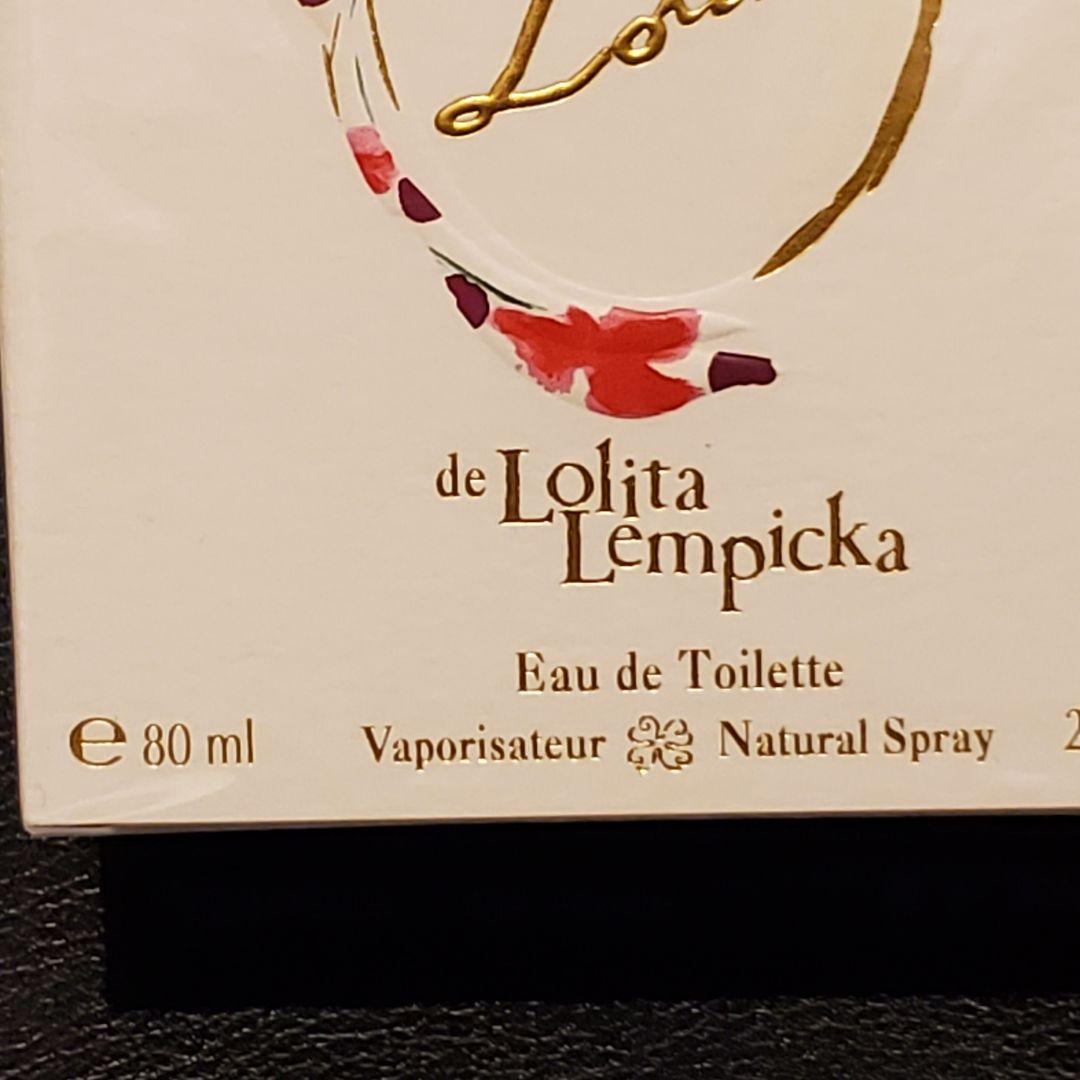 de Lolita
Lempicka
Eau de Toilette
℮ 80 ml Vaporisateur Natural Spray